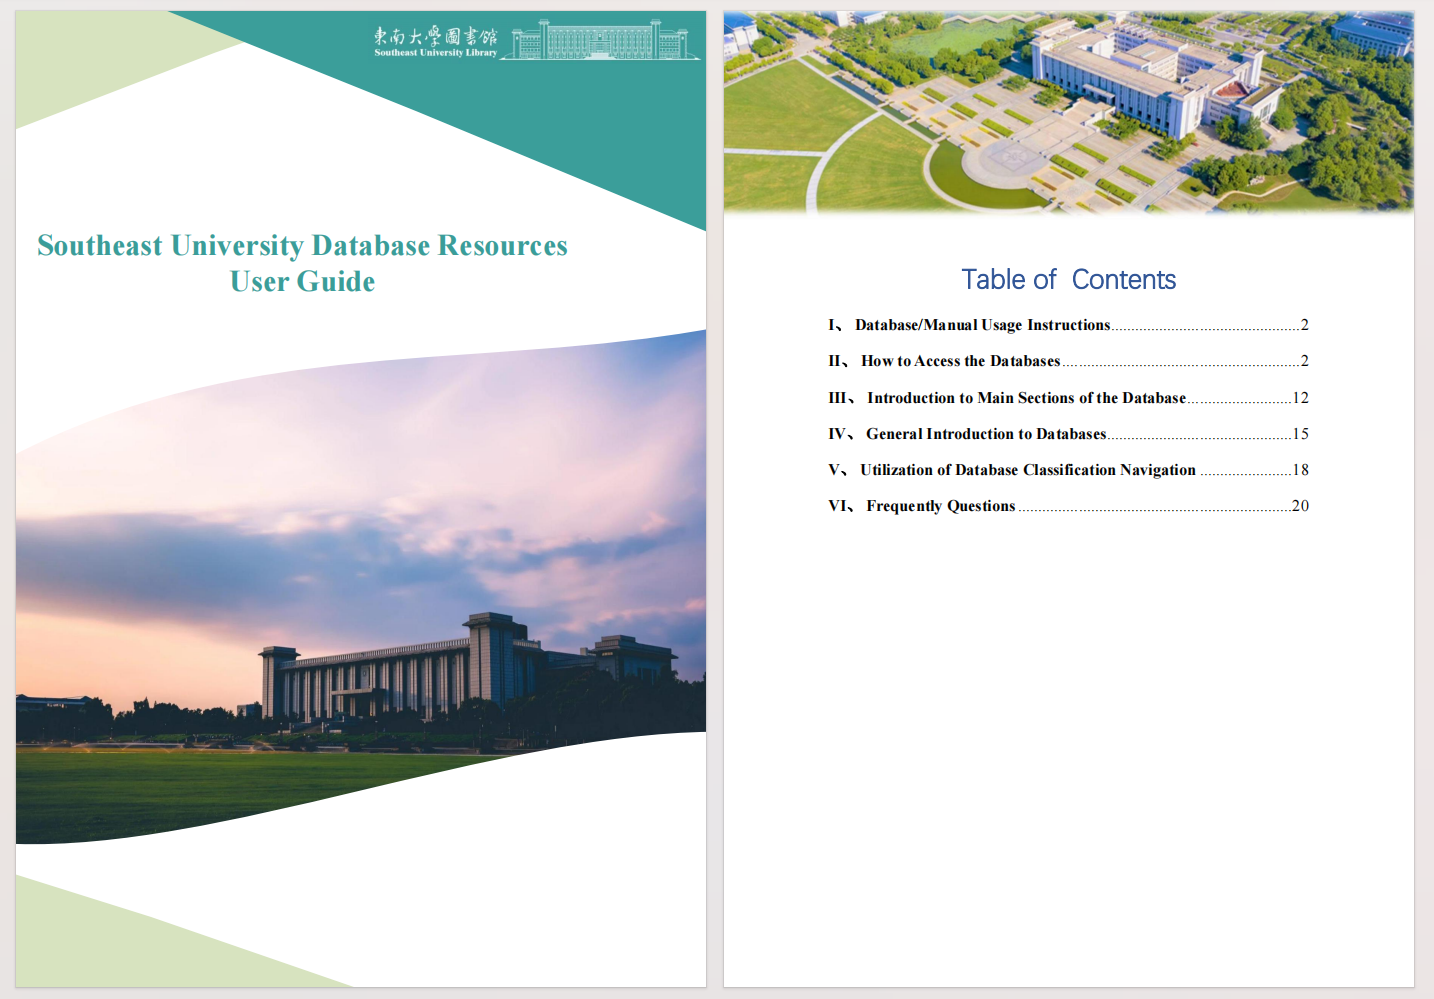 東南大學圖書館
Southeast University Library
Southeast University Database Resources
User Guide
Table of Contents
I、 Database/Manual Usage Instructions.............................................2
II、 How to Access the Databases.........................................................2
III、 Introduction to Main Sections of the Database.........................12
IV、 General Introduction to Databases.............................................15
V、 Utilization of Database Classification Navigation ......................18
VI、 Frequently Questions..................................................................20